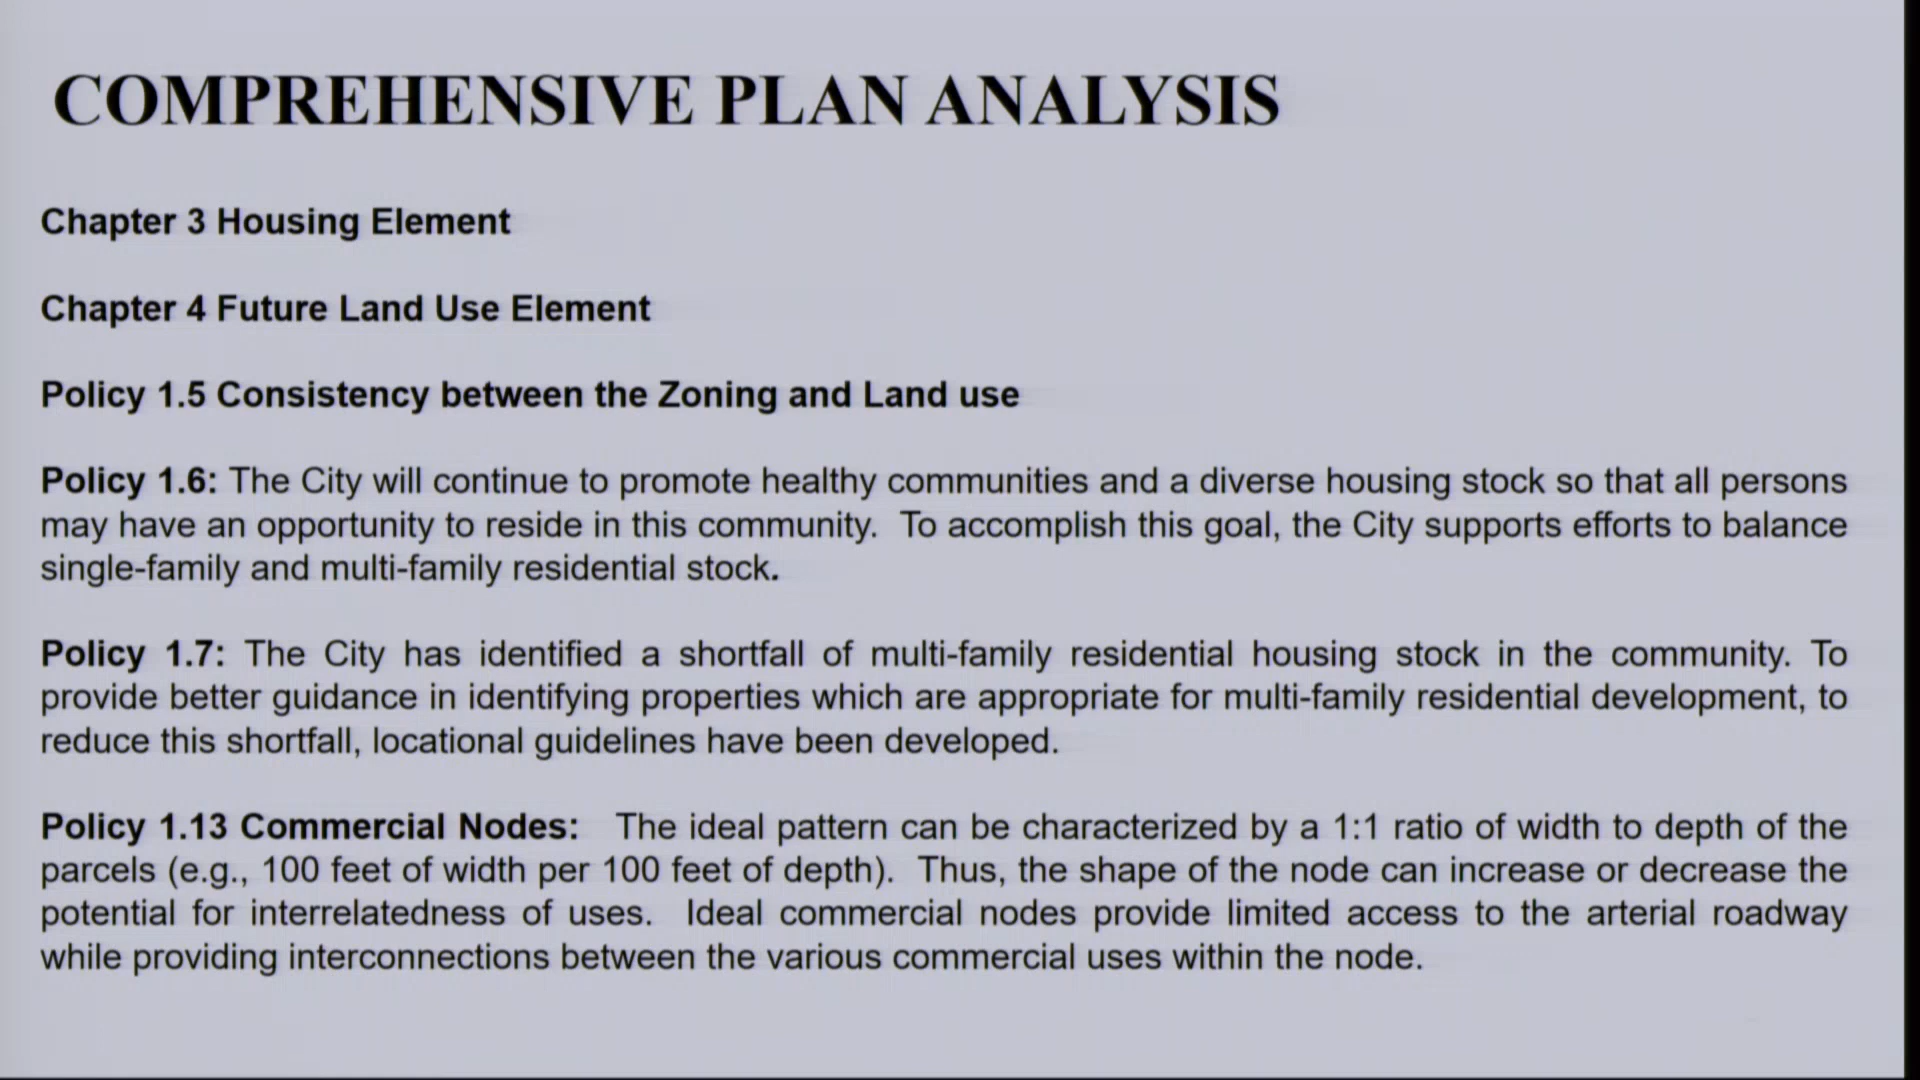 COMPREHENSIVE PLAN ANALYSIS
Chapter 3 Housing Element
Chapter 4 Future Land Use Element
Policy 1.5 Consistency between the Zoning and Land use
Policy 1.6: The City will continue to promote healthy communities and a diverse housing stock so that all persons
may have an opportunity to reside in this community. To accomplish this goal, the City supports efforts to balance
single-family and multi-family residential stock.
Policy 1.7: The City has identified a shortfall of multi-family residential housing stock in the community. To
provide better guidance in identifying properties which are appropriate for multi-family residential development, to
reduce this shortfall, locational guidelines have been developed.
Policy 1.13 Commercial Nodes: The ideal pattern can be characterized by a 1:1 ratio of width to depth of the
parcels (e.g., 100 feet of width per 100 feet of depth). Thus, the shape of the node can increase or decrease the
potential for interrelatedness of uses. Ideal commercial nodes provide limited access to the arterial roadway
while providing interconnections between the various commercial uses within the node.